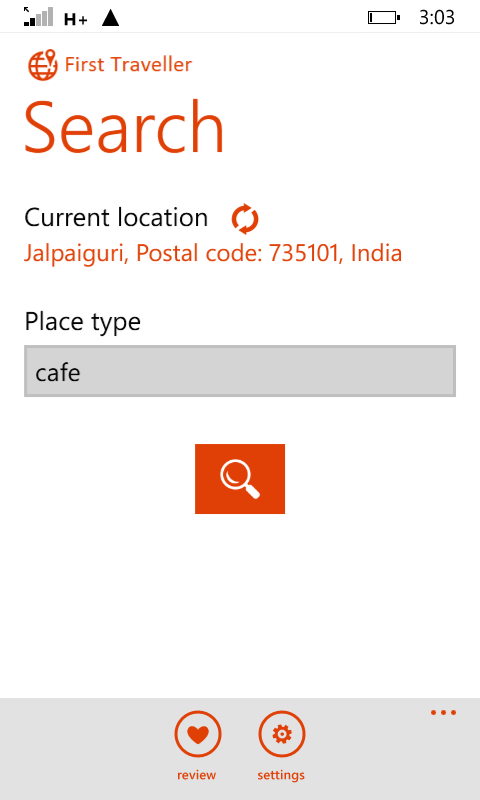 H+ 3:03
First Traveller
Search
Current location
Jalpaiguri, Postal code: 735101, India
Place type
cafe
review settings